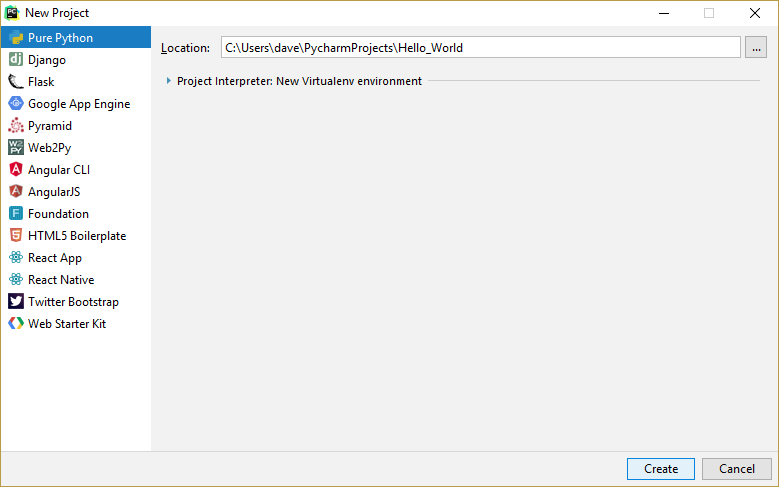 New Project
Pure Python
Django
Flask
Google App Engine
Pyramid
Web2Py
Angular CLI
AngularJS
Foundation
HTML5 Boilerplate
React App
React Native
Twitter Bootstrap
Web Starter Kit
Location: C:\Users\dave\PycharmProjects\Hello_World ...
Project Interpreter: New Virtualenv environment
Create Cancel